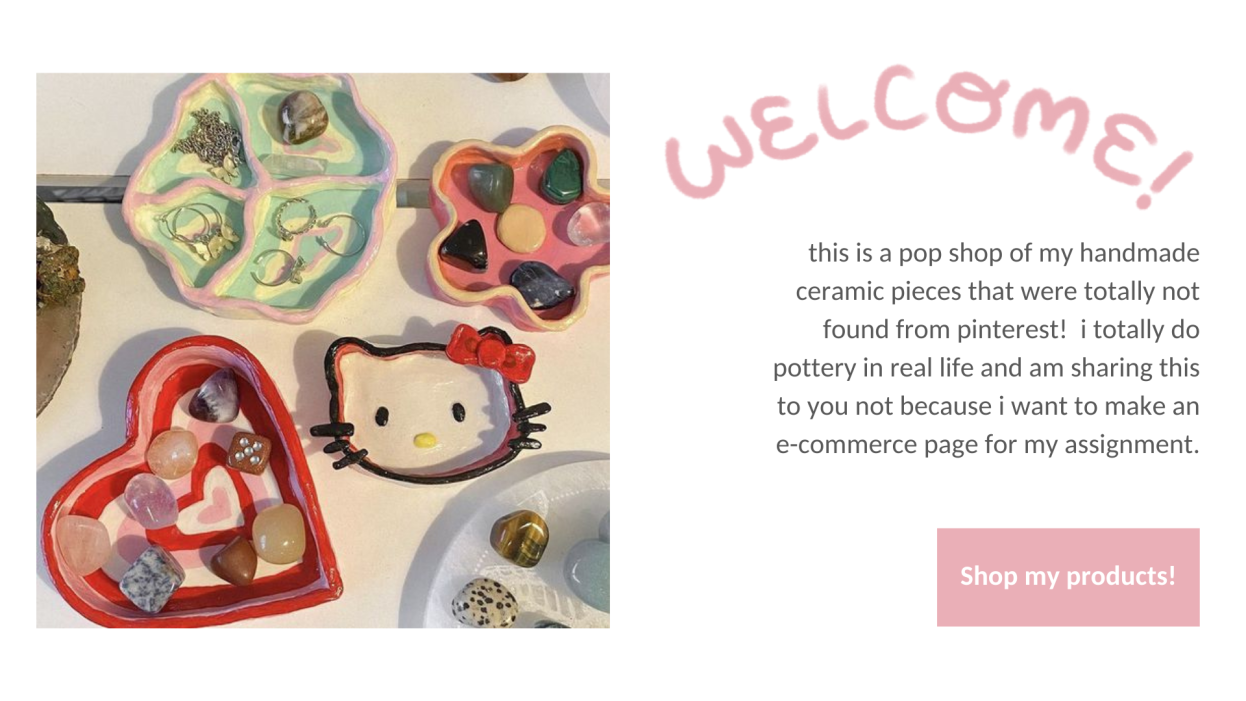 WELCOME!
this is a pop shop of my handmade
ceramic pieces that were totally not
found from pinterest!  i totally do
pottery in real life and am sharing this
to you not because i want to make an
e-commerce page for my assignment.
Shop my products!